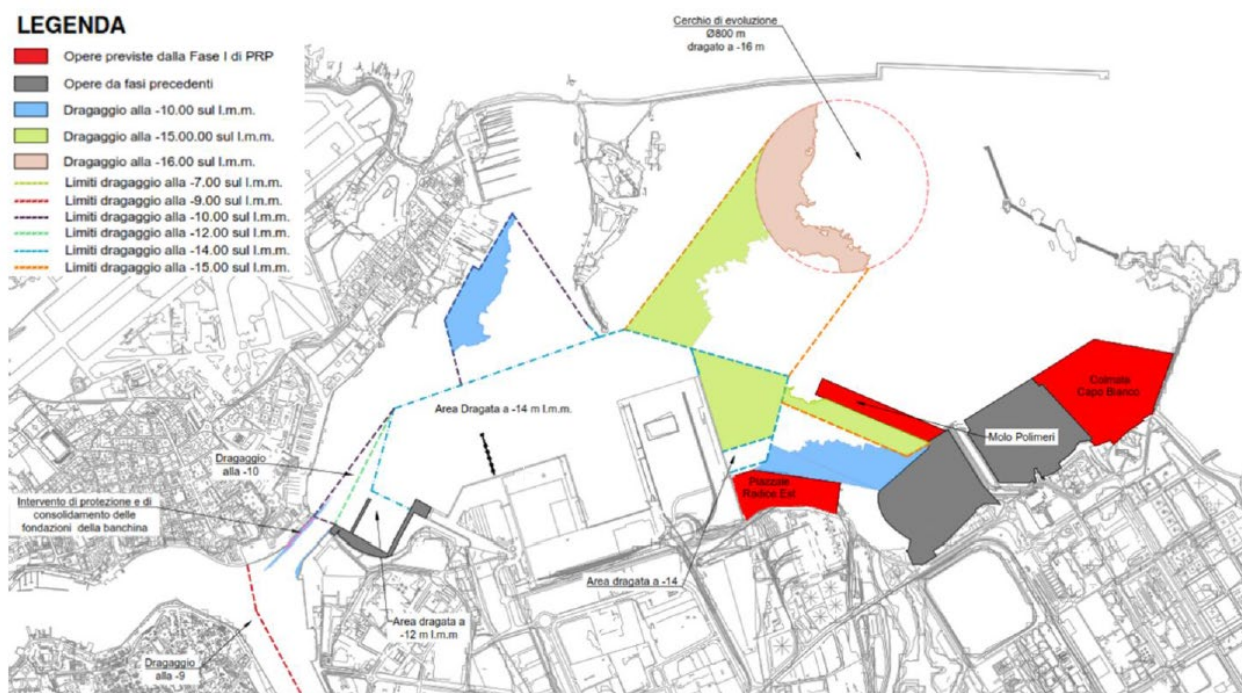 LEGENDA
Opere previste dalla Fase I di PRP
Opere da fasi precedenti
Dragaggio alla -10.00 sul l.m.m.
Dragaggio alla -15.00.00 sul l.m.m.
Dragaggio alla -16.00 sul l.m.m.
Limiti dragaggio alla -7.00 sul l.m.m.
Limiti dragaggio alla -9.00 sul l.m.m.
Limiti dragaggio alla -10.00 sul l.m.m.
Limiti dragaggio alla -12.00 sul l.m.m.
Limiti dragaggio alla -14.00 sul l.m.m.
Limiti dragaggio alla -15.00 sul l.m.m.
Cerchio di evoluzione
Ø800 m
dragato a -16 m
Colmata
Capo Bianco
Area Dragata a -14 m l.m.m.
Molo Polimeri
Dragaggio
alla -10
Piazzale
Radice Est
Intervento di protezione e di
consolidamento delle
fondazioni della banchina
Area dragata a -14
Area dragata a
-12 m l.m.m
Dragaggio
alla -9